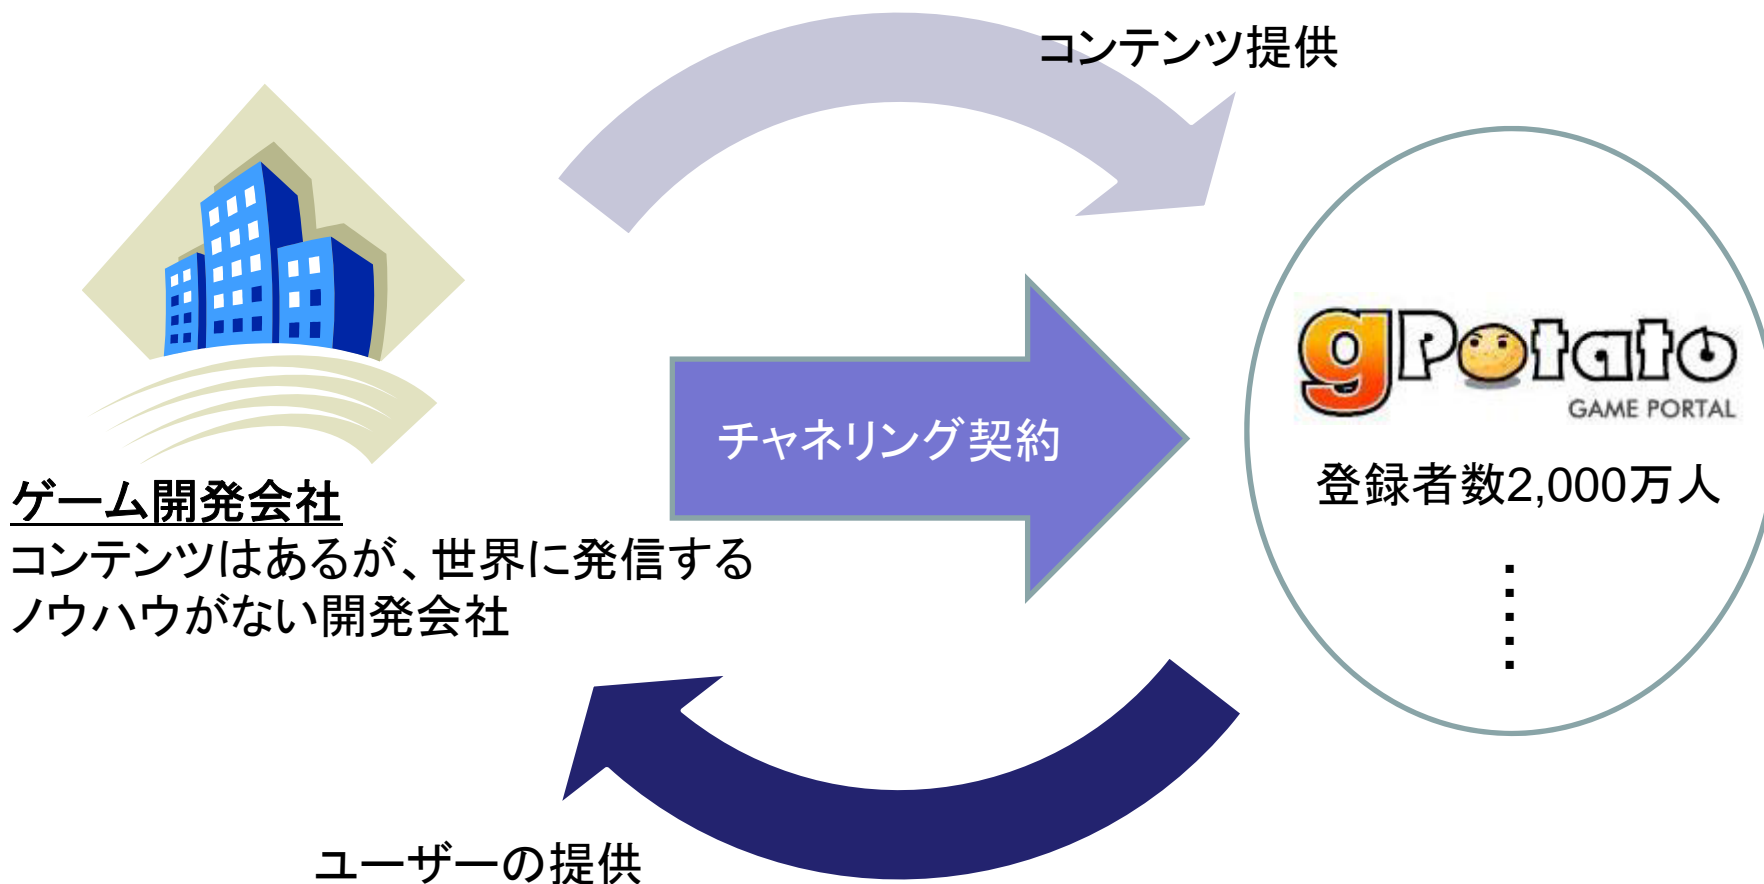 コンテンツ提供
gPotato
GAME PORTAL
チャネリング契約
登録者数2,000万人
ゲーム開発会社
コンテンツはあるが、世界に発信する
ノウハウがない開発会社
ユーザーの提供